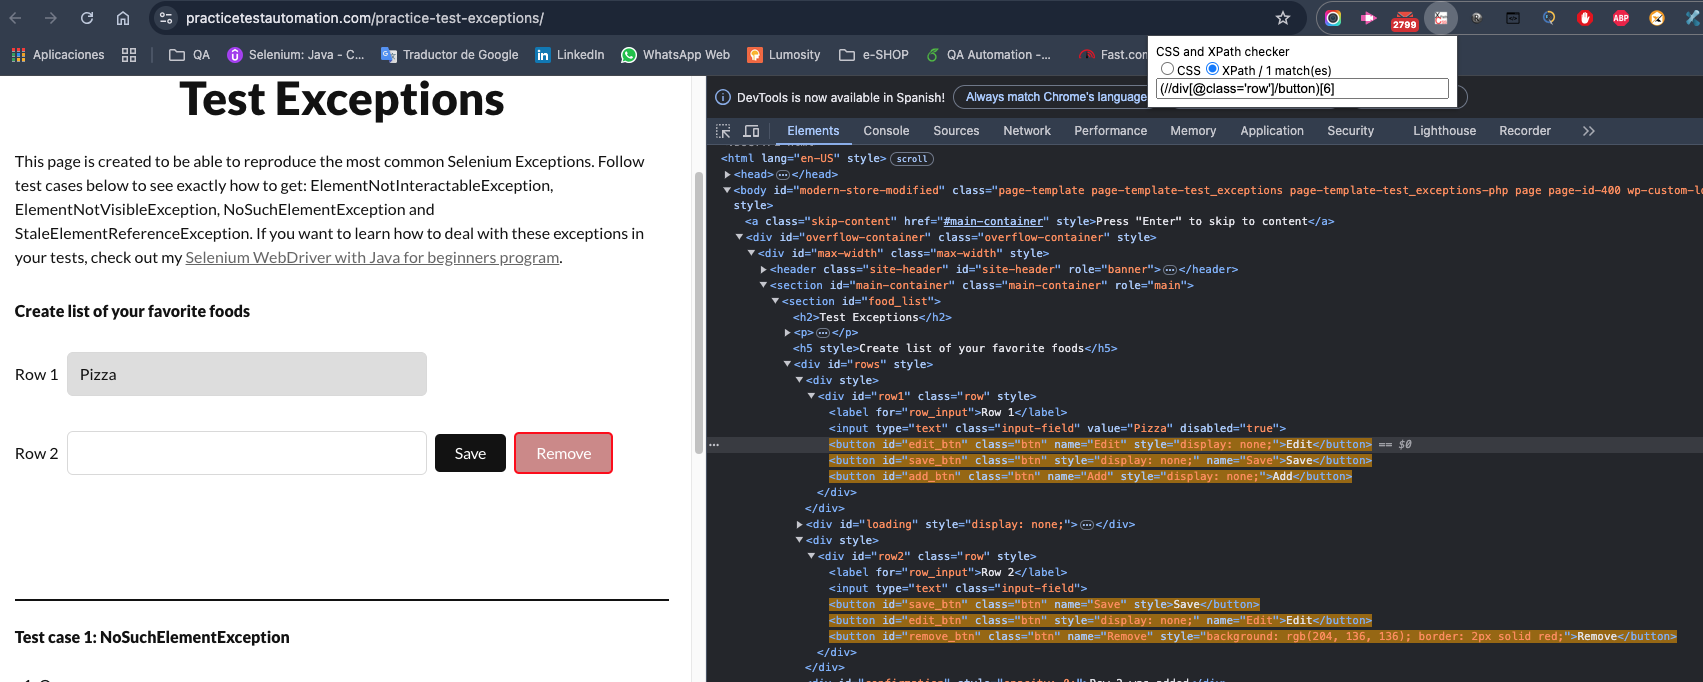 practicetestautomation.com/practice-test-exceptions/
2799
ABP
Aplicaciones
QA
Selenium: Java - C...
Traductor de Google
LinkedIn
WhatsApp Web
Lumosity
e-SHOP
QA Automation -...
Fast.com
CSS and XPath checker
CSS XPath / 1 match(es)
(//div[@class='row']/button)[6]
Test Exceptions
This page is created to be able to reproduce the most common Selenium Exceptions. Follow
test cases below to see exactly how to get: ElementNotInteractableException,
ElementNotVisibleException, NoSuchElementException and
StaleElementReferenceException. If you want to learn how to deal with these exceptions in
your tests, check out my Selenium WebDriver with Java for beginners program.
Create list of your favorite foods
Row 1 Pizza
Row 2 Save Remove
Test case 1: NoSuchElementException
DevTools is now available in Spanish! Always match Chrome's language
Elements Console Sources Network Performance Memory Application Security Lighthouse Recorder
<html lang="en-US" style> scroll
<head>…</head>
<body id="modern-store-modified" class="page-template page-template-test_exceptions page-template-test_exceptions-php page page-id-400 wp-custom-lo
style>
<a class="skip-content" href="#main-container" style>Press "Enter" to skip to content</a>
<div id="overflow-container" class="overflow-container" style>
<div id="max-width" class="max-width" style>
<header class="site-header" id="site-header" role="banner">…</header>
<section id="main-container" class="main-container" role="main">
<section id="food_list">
<h2>Test Exceptions</h2>
<p>…</p>
<h5 style>Create list of your favorite foods</h5>
<div id="rows" style>
<div style>
<div id="row1" class="row" style>
<label for="row_input">Row 1</label>
<input type="text" class="input-field" value="Pizza" disabled="true">
<button id="edit_btn" class="btn" name="Edit" style="display: none;">Edit</button> == $0
<button id="save_btn" class="btn" style="display: none;" name="Save">Save</button>
<button id="add_btn" class="btn" name="Add" style="display: none;">Add</button>
</div>
</div>
<div id="loading" style="display: none;">…</div>
<div style>
<div id="row2" class="row" style>
<label for="row_input">Row 2</label>
<input type="text" class="input-field">
<button id="save_btn" class="btn" name="Save" style>Save</button>
<button id="edit_btn" class="btn" style="display: none;" name="Edit">Edit</button>
<button id="remove_btn" class="btn" name="Remove" style="background: rgb(204, 136, 136); border: 2px solid red;">Remove</button>
</div>
</div>